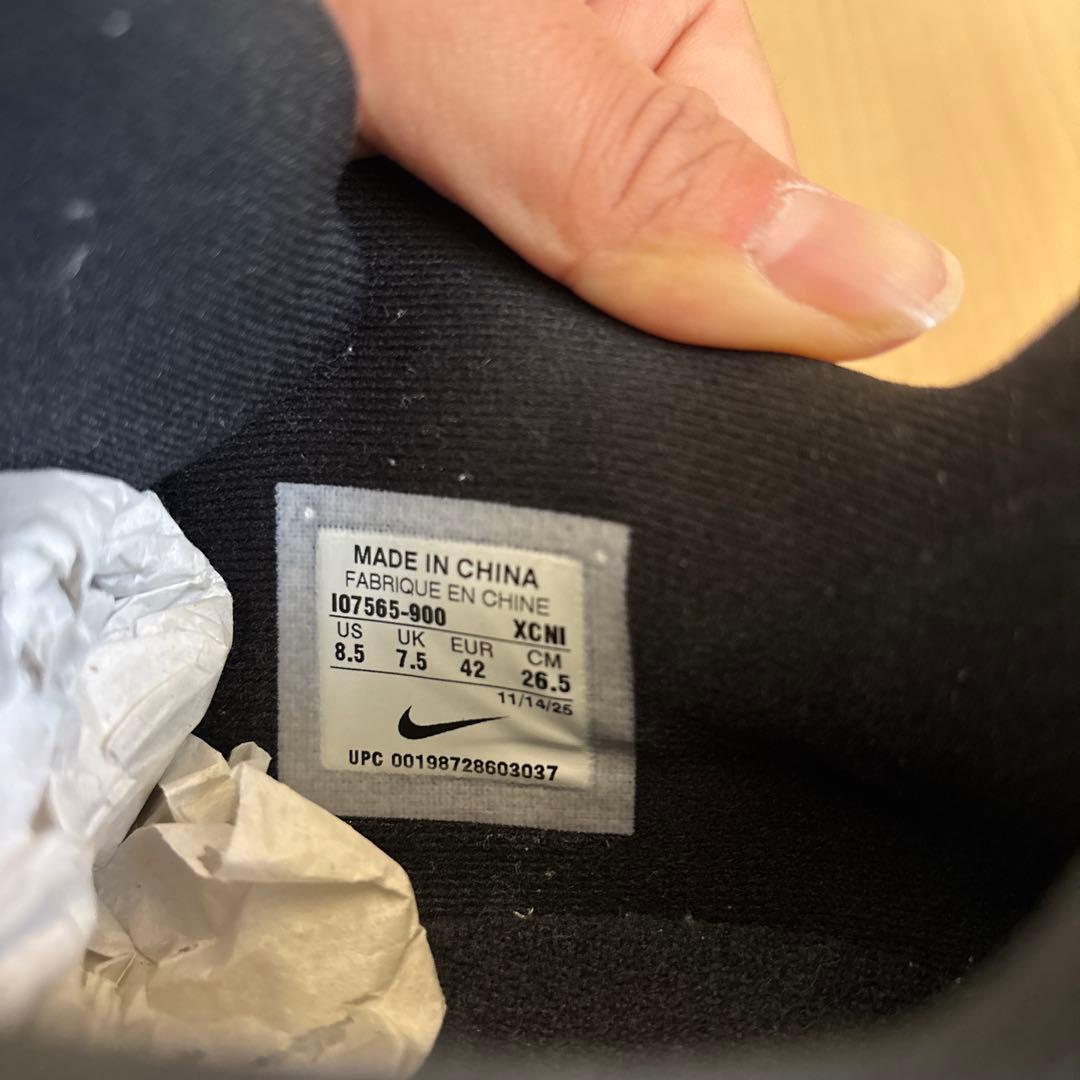 MADE IN CHINA
FABRIQUE EN CHINE
IO7565-900 XCNI
US UK EUR CM
8.5 7.5 42 26.5
11/14/25
UPC 00198728603037